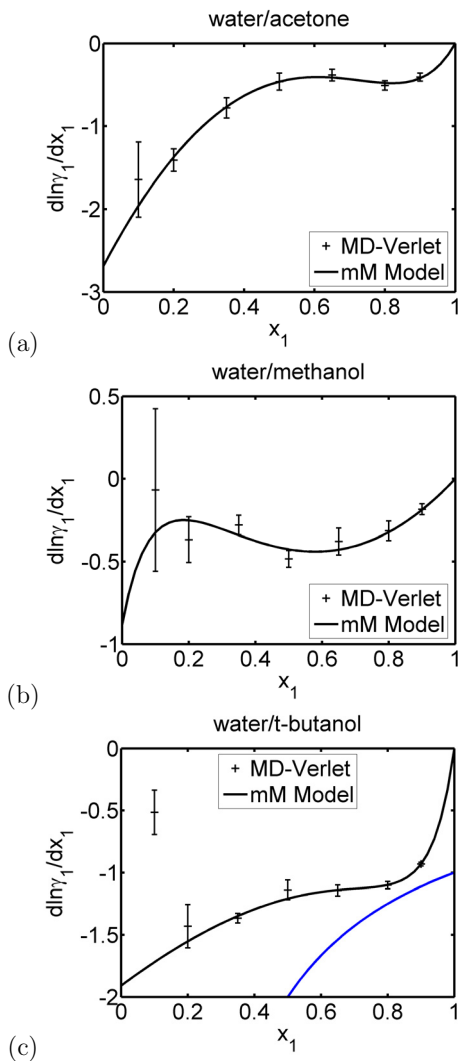 water/acetone
0
-1
-2
-3
dlnγ₁/dx₁
MD-Verlet
mM Model
0 0.2 0.4 0.6 0.8 1
x₁
(a)
water/methanol
0.5
0
-0.5
-1
dlnγ₁/dx₁
MD-Verlet
mM Model
0 0.2 0.4 0.6 0.8 1
x₁
(b)
water/t-butanol
0
-0.5
-1
-1.5
-2
dlnγ₁/dx₁
MD-Verlet
mM Model
0 0.2 0.4 0.6 0.8 1
x₁
(c)